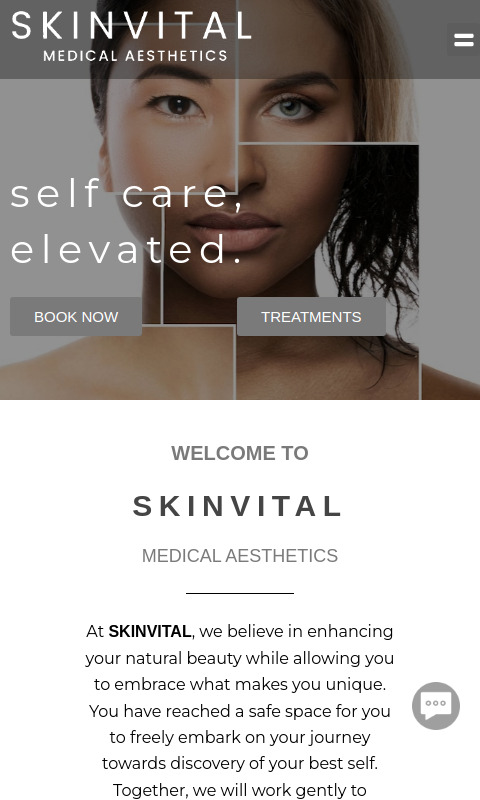 SKINVITAL
MEDICAL AESTHETICS
self care,
elevated.
BOOK NOW
TREATMENTS
WELCOME TO
SKINVITAL
MEDICAL AESTHETICS
At SKINVITAL, we believe in enhancing
your natural beauty while allowing you
to embrace what makes you unique.
You have reached a safe space for you
to freely embark on your journey
towards discovery of your best self.
Together, we will work gently to